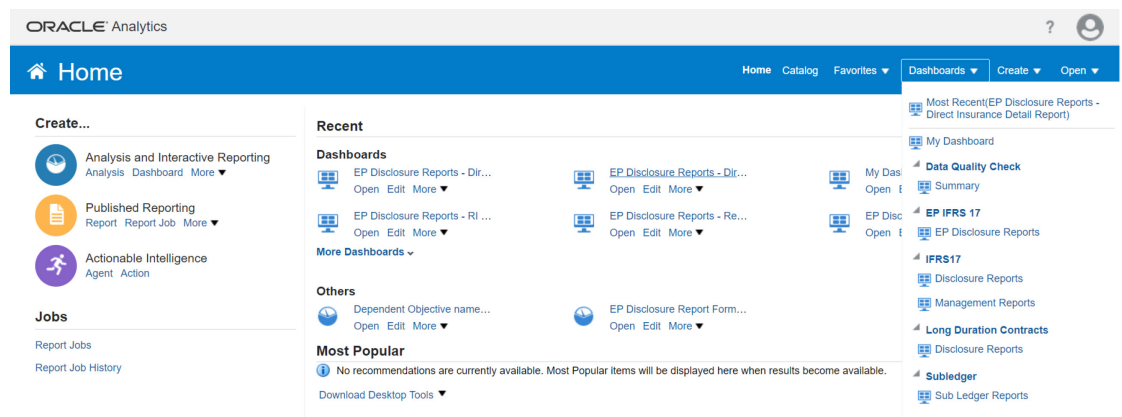 ORACLE Analytics
?
Home
Home Catalog Favorites Dashboards Create Open
Create...
Analysis and Interactive Reporting
Analysis Dashboard More
Published Reporting
Report Report Job More
Actionable Intelligence
Agent Action
Jobs
Report Jobs
Report Job History
Recent
Dashboards
EP Disclosure Reports - Dir...
Open Edit More
EP Disclosure Reports - Dir...
Open Edit More
My Das
Open
EP Disclosure Reports - RI ...
Open Edit More
EP Disclosure Reports - Re...
Open Edit More
EP Disc
Open
More Dashboards
Others
Dependent Objective name...
Open Edit More
EP Disclosure Report Form...
Open Edit More
Most Popular
No recommendations are currently available. Most Popular items will be displayed here when results become available.
Download Desktop Tools
Most Recent(EP Disclosure Reports -
Direct Insurance Detail Report)
My Dashboard
Data Quality Check
Summary
EP IFRS 17
EP Disclosure Reports
IFRS17
Disclosure Reports
Management Reports
Long Duration Contracts
Disclosure Reports
Subledger
Sub Ledger Reports